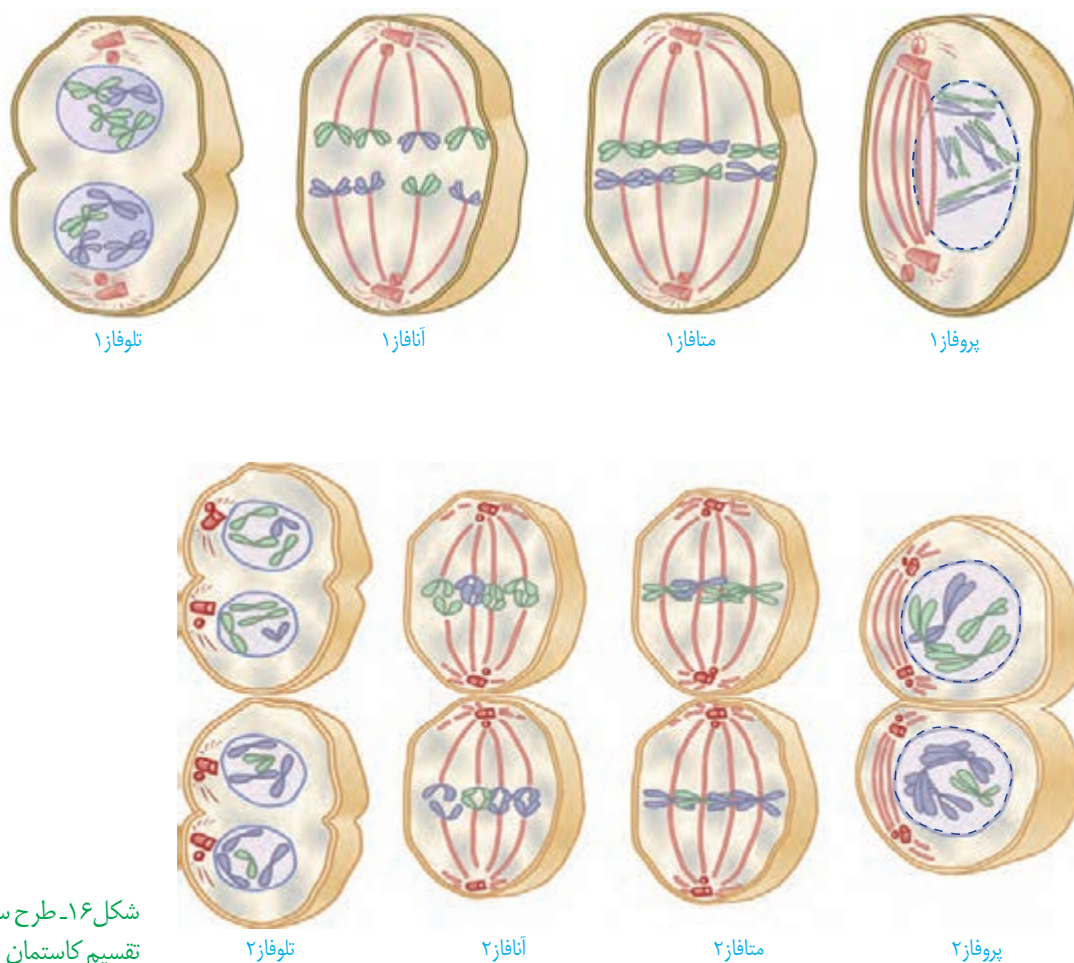 پروفاز۱
متافاز۱
آنافاز۱
تلوفاز۱
پروفاز۲
متافاز۲
آنافاز۲
تلوفاز۲
شکل۱۶ـ طرح
تقسیم کاستمان